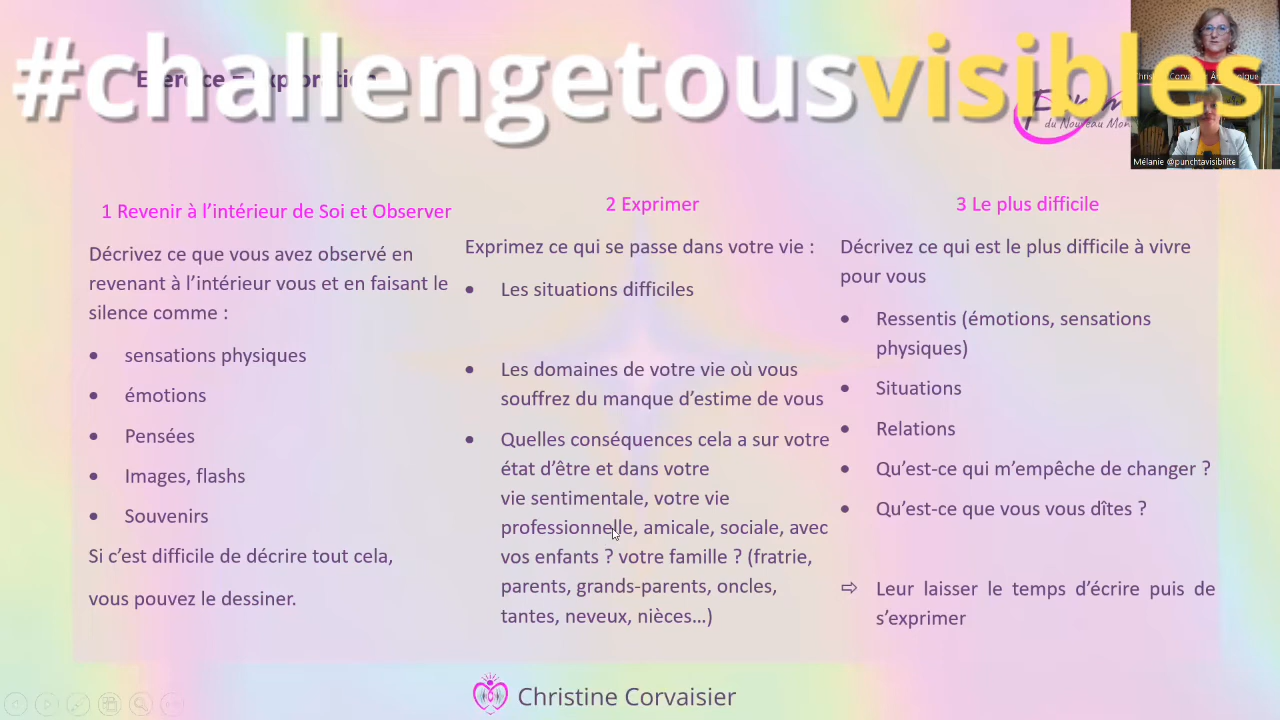 #challengetousvisibles
Exercice = exploration
du Nouveau Mon
Mélanie @punchtavisibilite
1 Revenir à l'intérieur de Soi et Observer
Décrivez ce que vous avez observé en
revenant à l'intérieur vous et en faisant le
silence comme :
• sensations physiques
• émotions
• Pensées
• Images, flashs
• Souvenirs
Si c'est difficile de décrire tout cela,
vous pouvez le dessiner.
2 Exprimer
Exprimez ce qui se passe dans votre vie :
• Les situations difficiles
• Les domaines de votre vie où vous
souffrez du manque d'estime de vous
• Quelles conséquences cela a sur votre
état d'être et dans votre
vie sentimentale, votre vie
professionnelle, amicale, sociale, avec
vos enfants ? votre famille ? (fratrie,
parents, grands-parents, oncles,
tantes, neveux, nièces...)
3 Le plus difficile
Décrivez ce qui est le plus difficile à vivre
pour vous
• Ressentis (émotions, sensations
physiques)
• Situations
• Relations
• Qu'est-ce qui m'empêche de changer ?
• Qu'est-ce que vous vous dîtes ?
⇨ Leur laisser le temps d'écrire puis de
s'exprimer
Christine Corvaisier